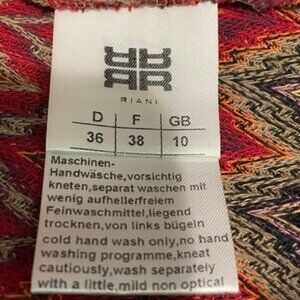 RIANI
D F GB
36 38 10
Maschinen-
Handwäsche,vorsichtig
kneten,separat waschen mit
wenig aufhellerfreiem
Feinwaschmittel,liegend
trocknen,von links bügeln
cold hand wash only,no hand
washing programme,kneat
cautiously,wash separately
with a little,mild non optical